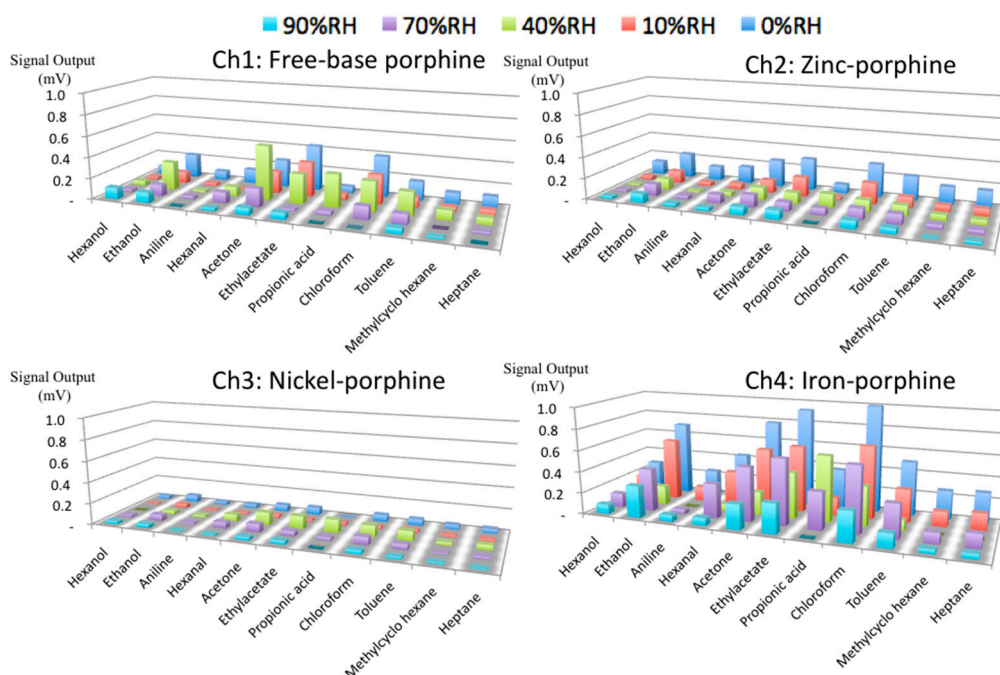 90%RH 70%RH 40%RH 10%RH 0%RH
Signal Output
(mV)
Ch1: Free-base porphine
1.0
0.8
0.6
0.4
0.2
-
Hexanol
Ethanol
Aniline
Hexanal
Acetone
Ethylacetate
Propionic acid
Chloroform
Toluene
Methylcyclo hexane
Heptane
Signal Output
(mV)
Ch2: Zinc-porphine
1.0
0.8
0.6
0.4
0.2
-
Hexanol
Ethanol
Aniline
Hexanal
Acetone
Ethylacetate
Propionic acid
Chloroform
Toluene
Methylcyclo hexane
Heptane
Signal Output
(mV)
Ch3: Nickel-porphine
1.0
0.8
0.6
0.4
0.2
-
Hexanol
Ethanol
Aniline
Hexanal
Acetone
Ethylacetate
Propionic acid
Chloroform
Toluene
Methylcyclo hexane
Heptane
Signal Output
(mV)
Ch4: Iron-porphine
1.0
0.8
0.6
0.4
0.2
-
Hexanol
Ethanol
Aniline
Hexanal
Acetone
Ethylacetate
Propionic acid
Chloroform
Toluene
Methylcyclo hexane
Heptane